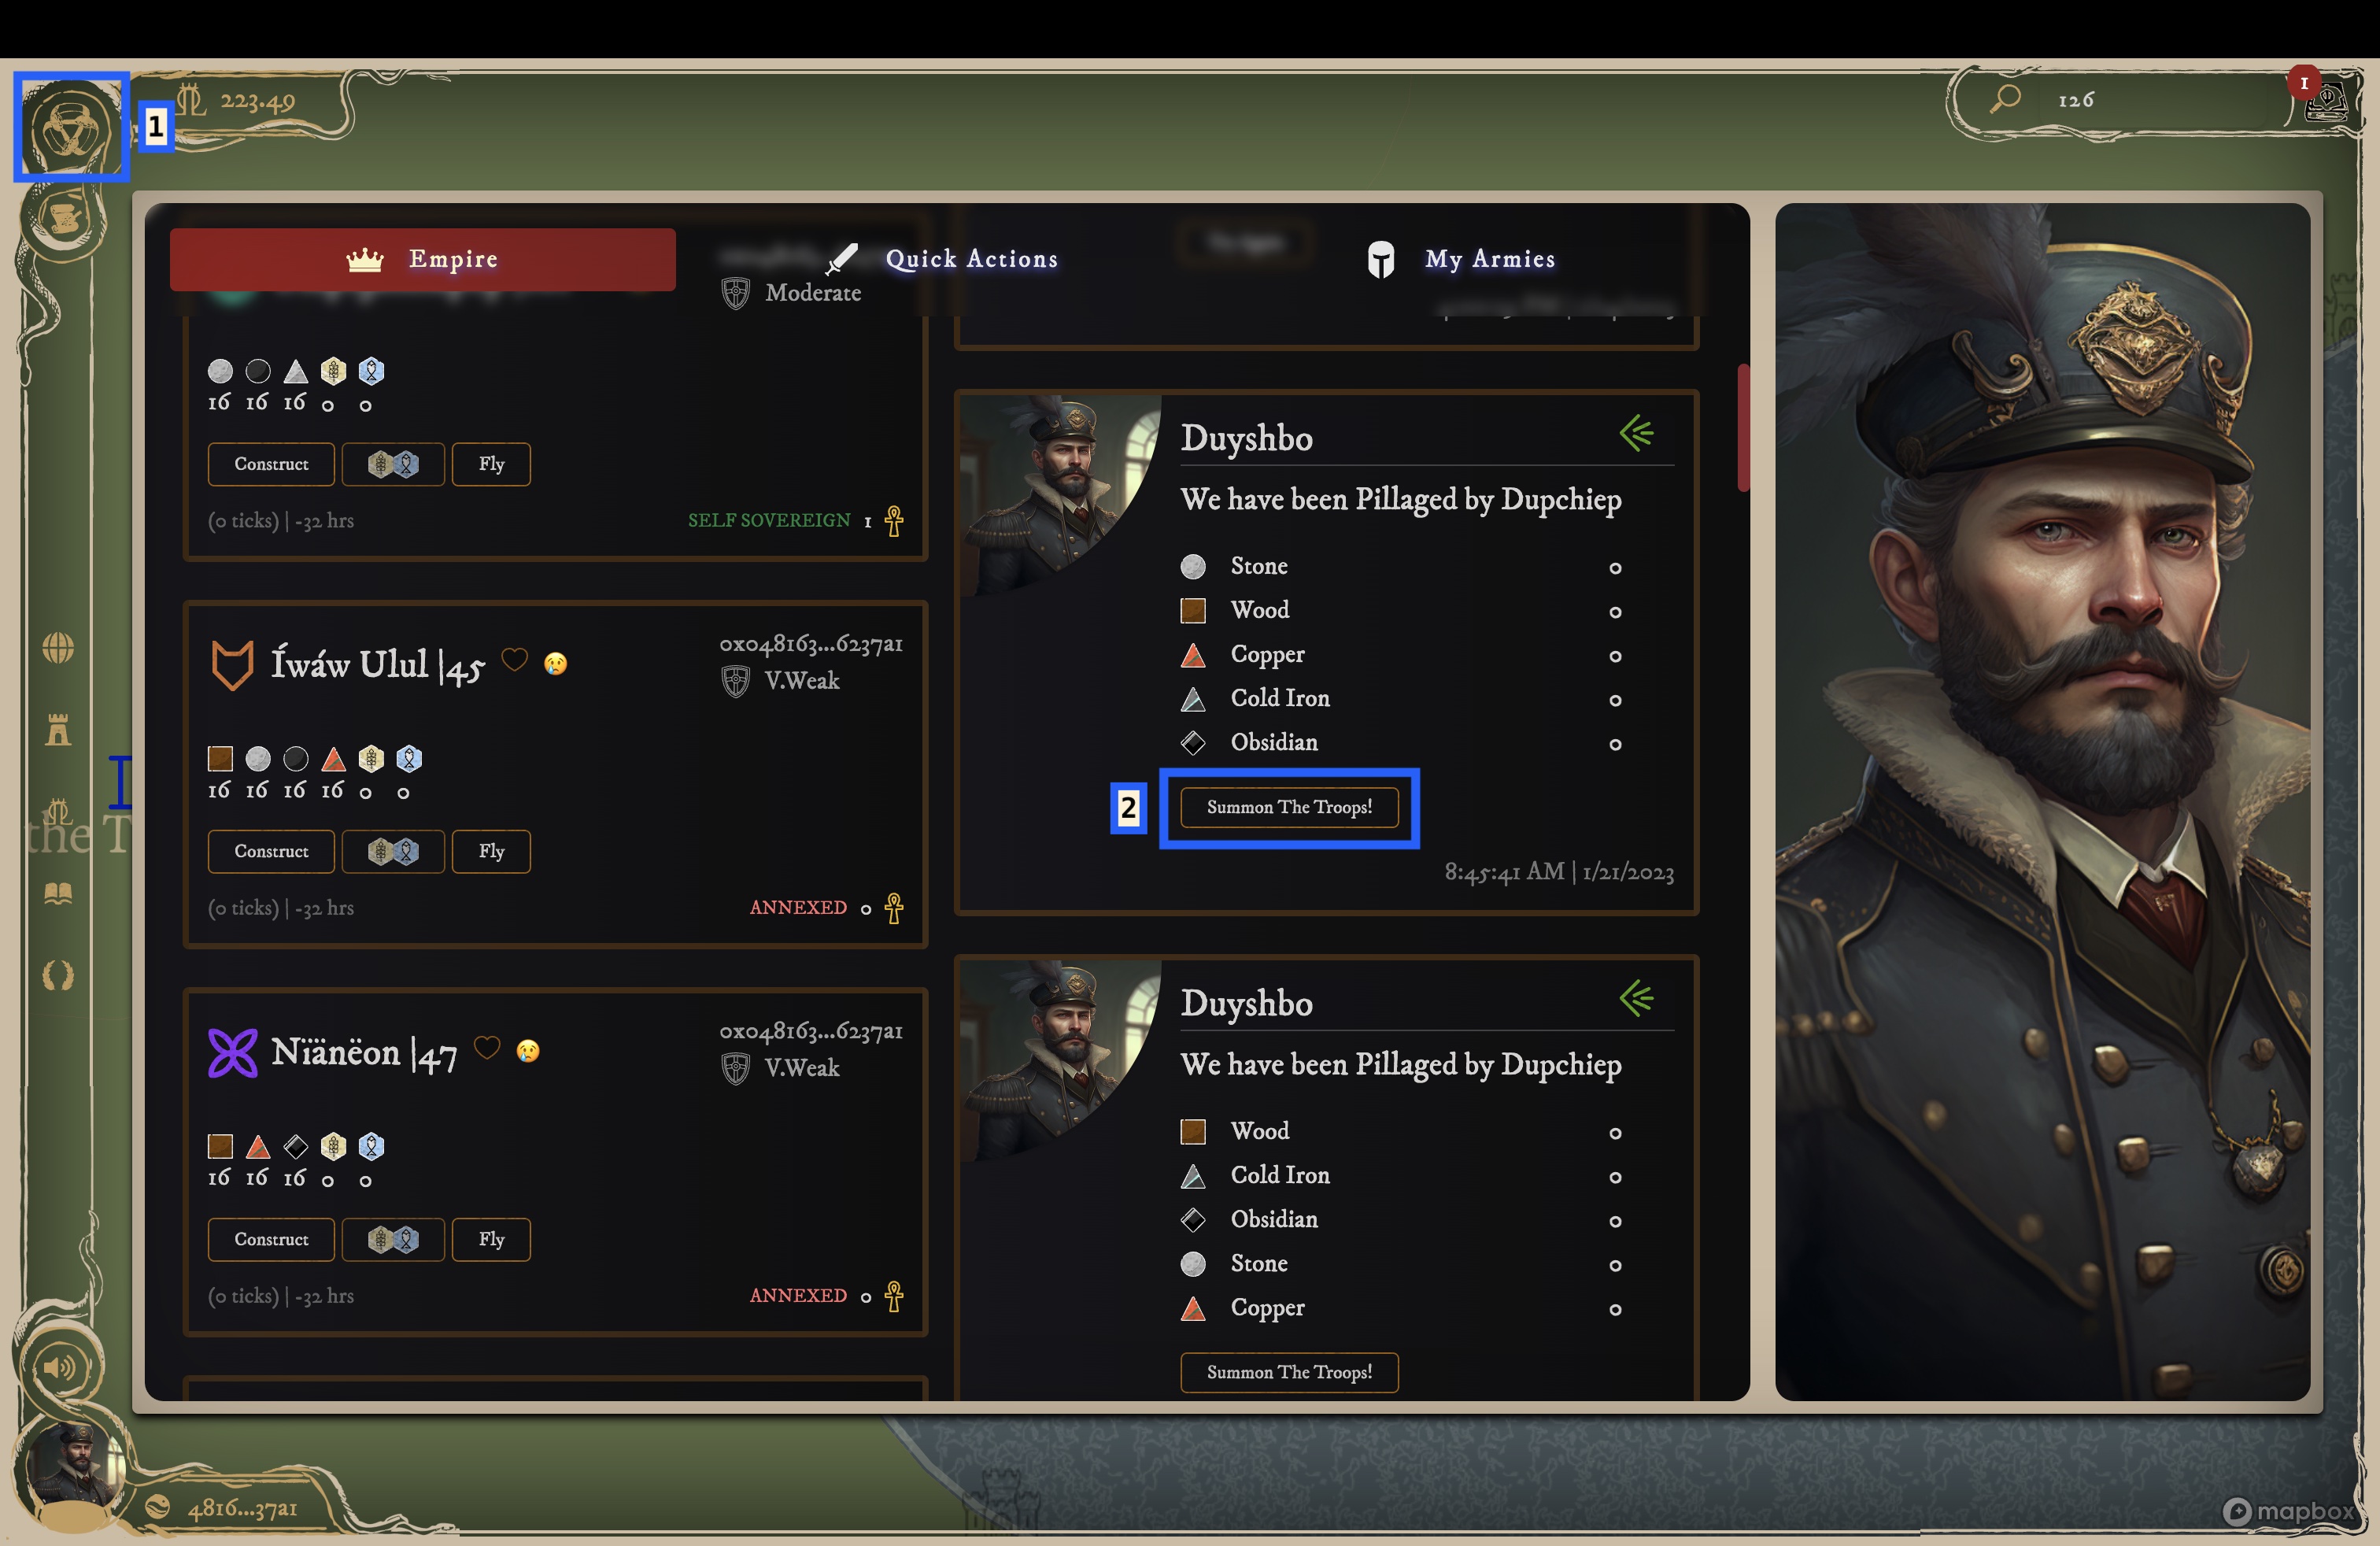 223.49
126
1
1
Empire
Quick Actions
My Armies
Moderate
16 16 16 0 0
Construct
Fly
(0 ticks) | -32 hrs
SELF SOVEREIGN 1
Íwáw Ulul |45
0x048163...6237a1
V.Weak
16 16 16 16 0 0
Construct
Fly
(0 ticks) | -32 hrs
ANNEXED 0
Niänëon |47
0x048163...6237a1
V.Weak
16 16 16 0 0
Construct
Fly
(0 ticks) | -32 hrs
ANNEXED 0
Duyshbo
We have been Pillaged by Dupchiep
Stone 0
Wood 0
Copper 0
Cold Iron 0
Obsidian 0
2
Summon The Troops!
8:45:41 AM | 1/21/2023
Duyshbo
We have been Pillaged by Dupchiep
Wood 0
Cold Iron 0
Obsidian 0
Stone 0
Copper 0
Summon The Troops!
the T
4816...37a1
mapbox